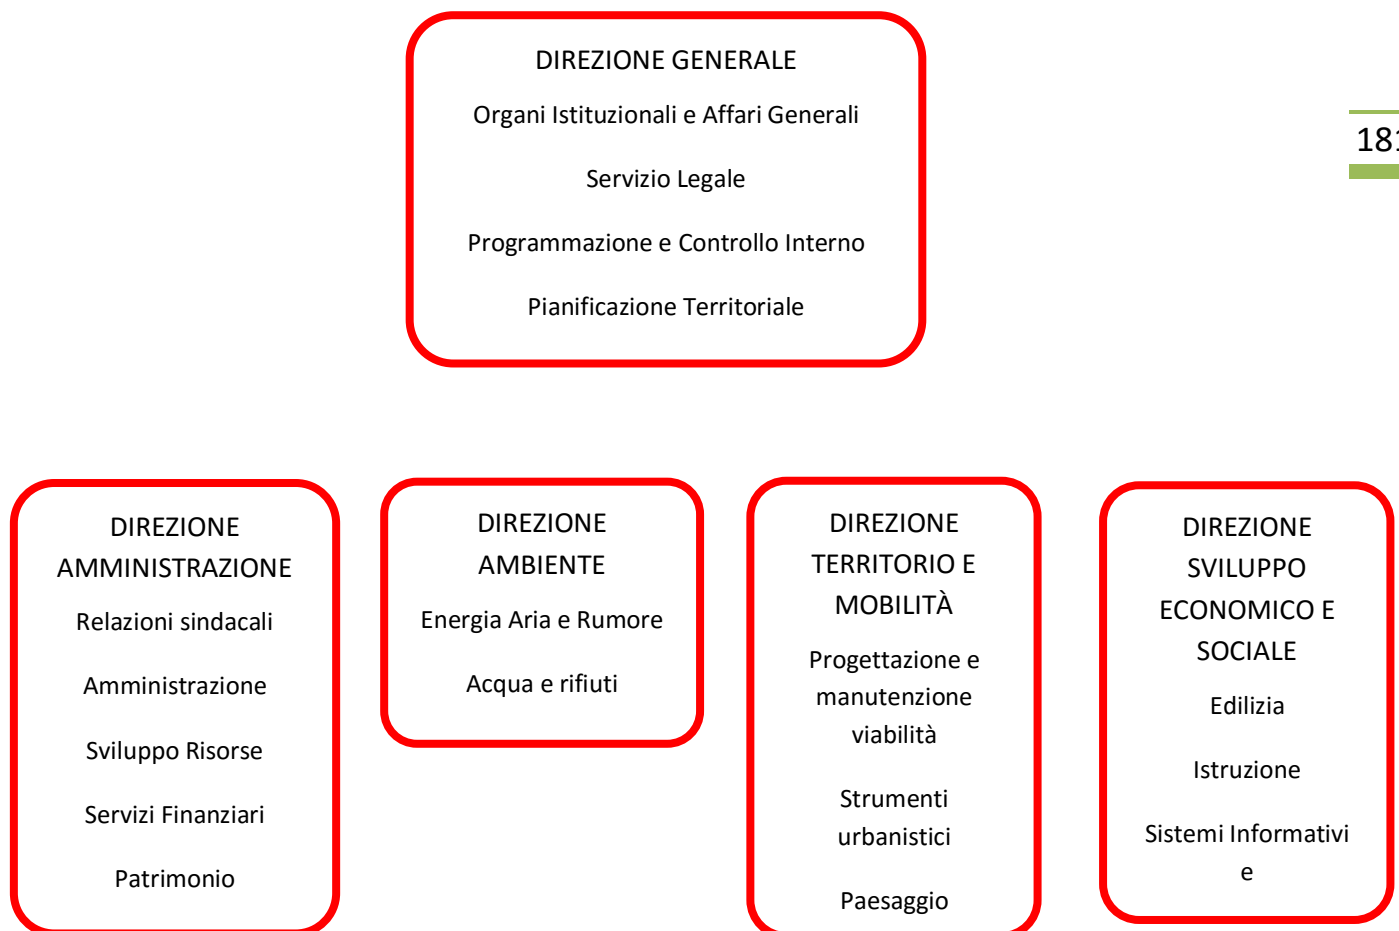 DIREZIONE GENERALE
Organi Istituzionali e Affari Generali
Servizio Legale
Programmazione e Controllo Interno
Pianificazione Territoriale
181
DIREZIONE
AMMINISTRAZIONE
Relazioni sindacali
Amministrazione
Sviluppo Risorse
Servizi Finanziari
Patrimonio
DIREZIONE
AMBIENTE
Energia Aria e Rumore
Acqua e rifiuti
DIREZIONE
TERRITORIO E
MOBILITÀ
Progettazione e
manutenzione
viabilità
Strumenti
urbanistici
Paesaggio
DIREZIONE
SVILUPPO
ECONOMICO E
SOCIALE
Edilizia
Istruzione
Sistemi Informativi
e